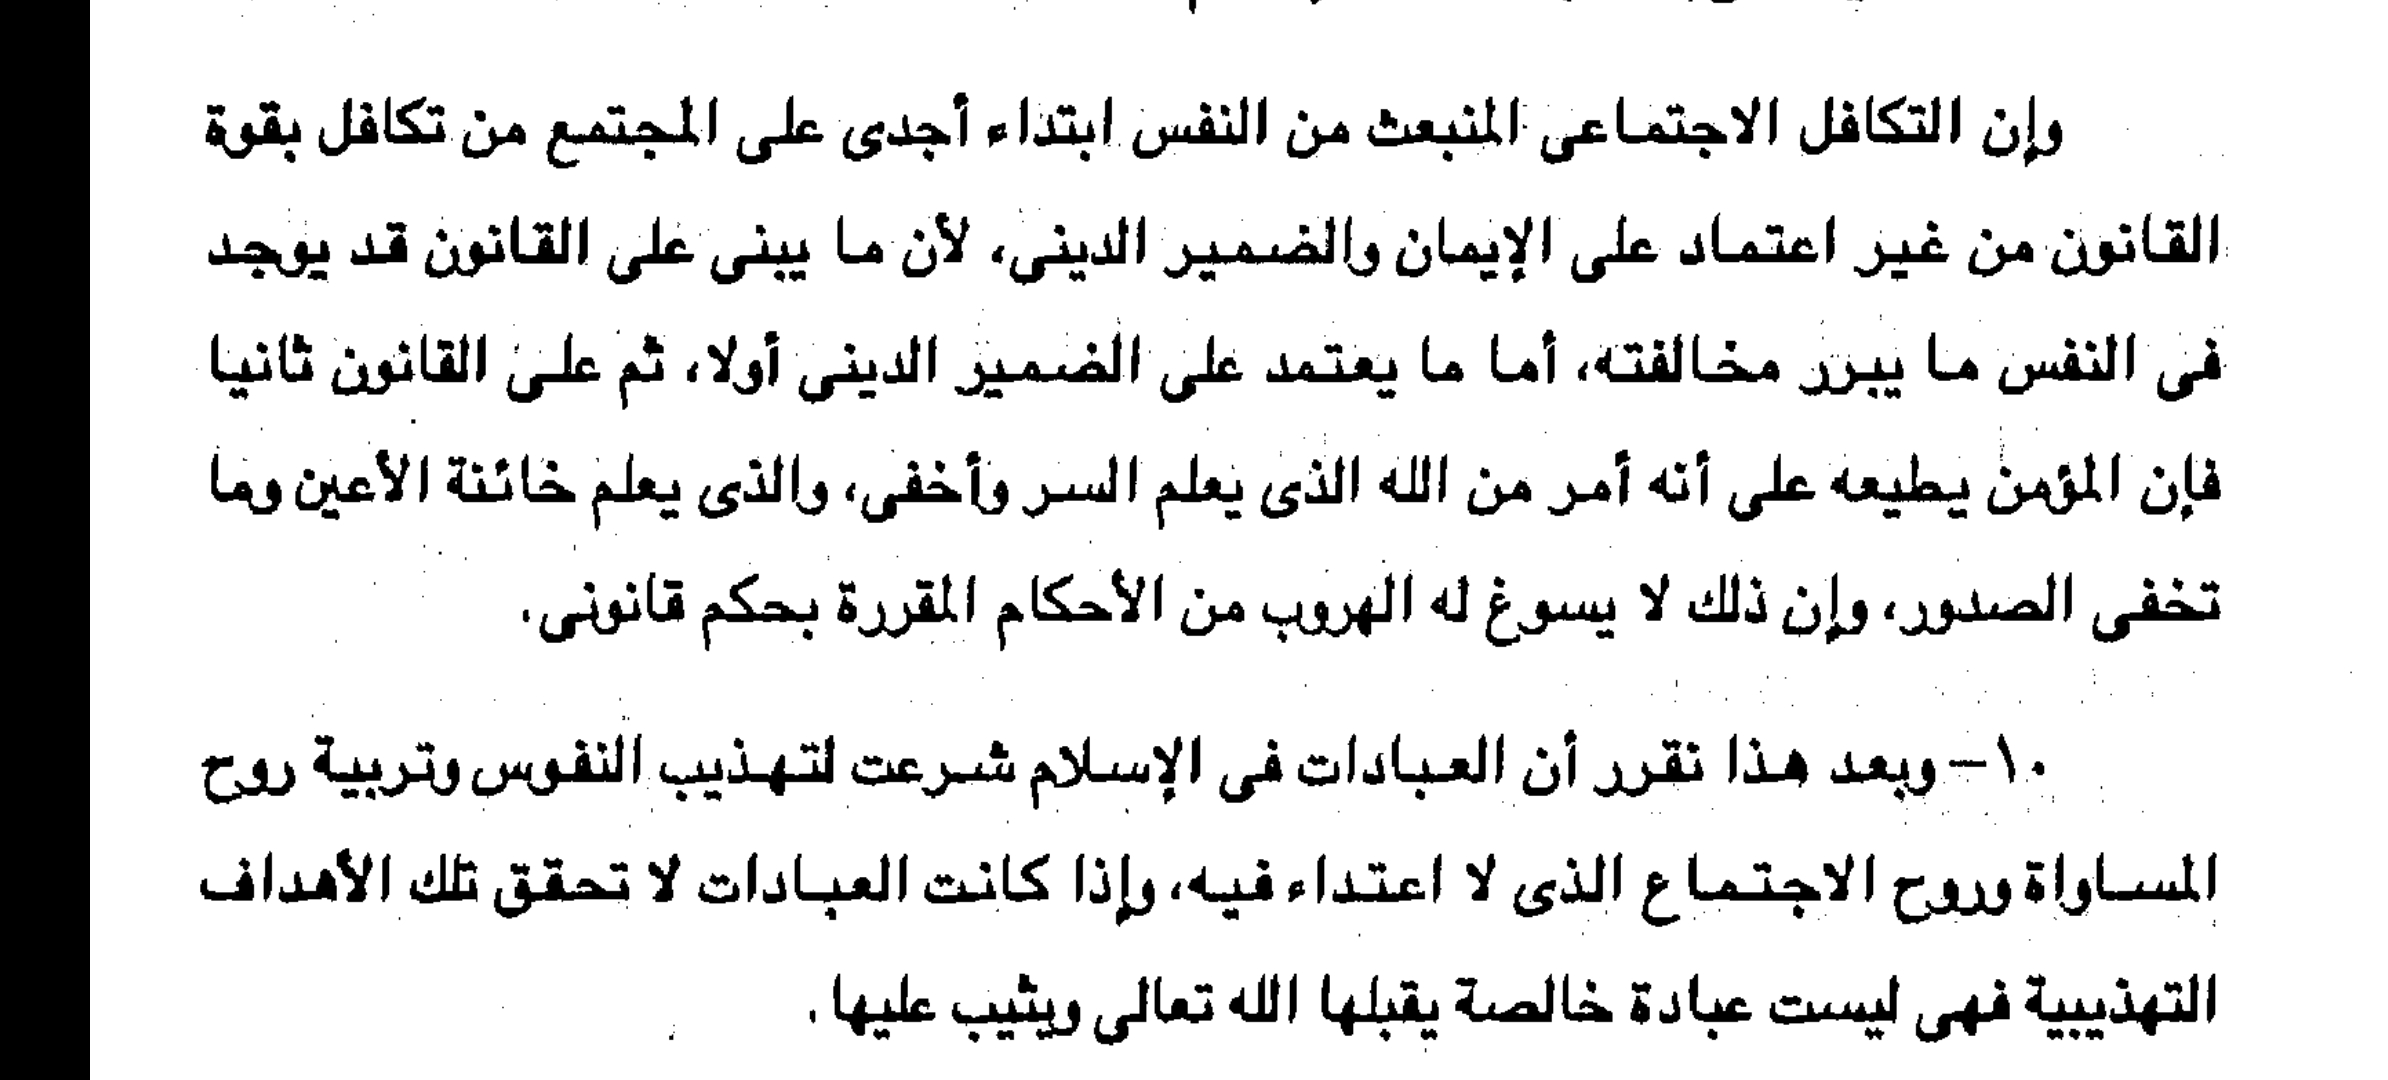 وإن التكافل الاجتماعى المنبعث من النفس ابتداء أجدى على المجتمع من تكافل بقوة
القانون من غير اعتماد على الإيمان والضمير الدينى، لأن ما يبنى على القانون قد يوجد
فى النفس ما يبرر مخالفته، أما ما يعتمد على الضمير الدينى أولا، ثم على القانون ثانيا
فإن المؤمن يطيعه على أنه أمر من الله الذى يعلم السر وأخفى، والذى يعلم خائنة الأعين وما
تخفى الصدور، وإن ذلك لا يسوغ له الهروب من الأحكام المقررة بحكم قانونى.
١٠- وبعد هذا نقرر أن العبادات فى الإسلام شرعت لتهذيب النفوس وتربية روح
المساواة وروح الاجتماع الذى لا اعتداء فيه، وإذا كانت العبادات لا تحقق تلك الأهداف
التهذيبية فهى ليست عبادة خالصة يقبلها الله تعالى ويثيب عليها.